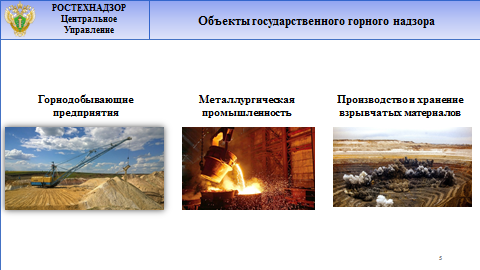 РОСТЕХНАДЗОР
Центральное
Управление
Объекты государственного горного надзора
Горнодобывающие
предприятия
Металлургическая
промышленность
Производство и хранение
взрывчатых материалов
5